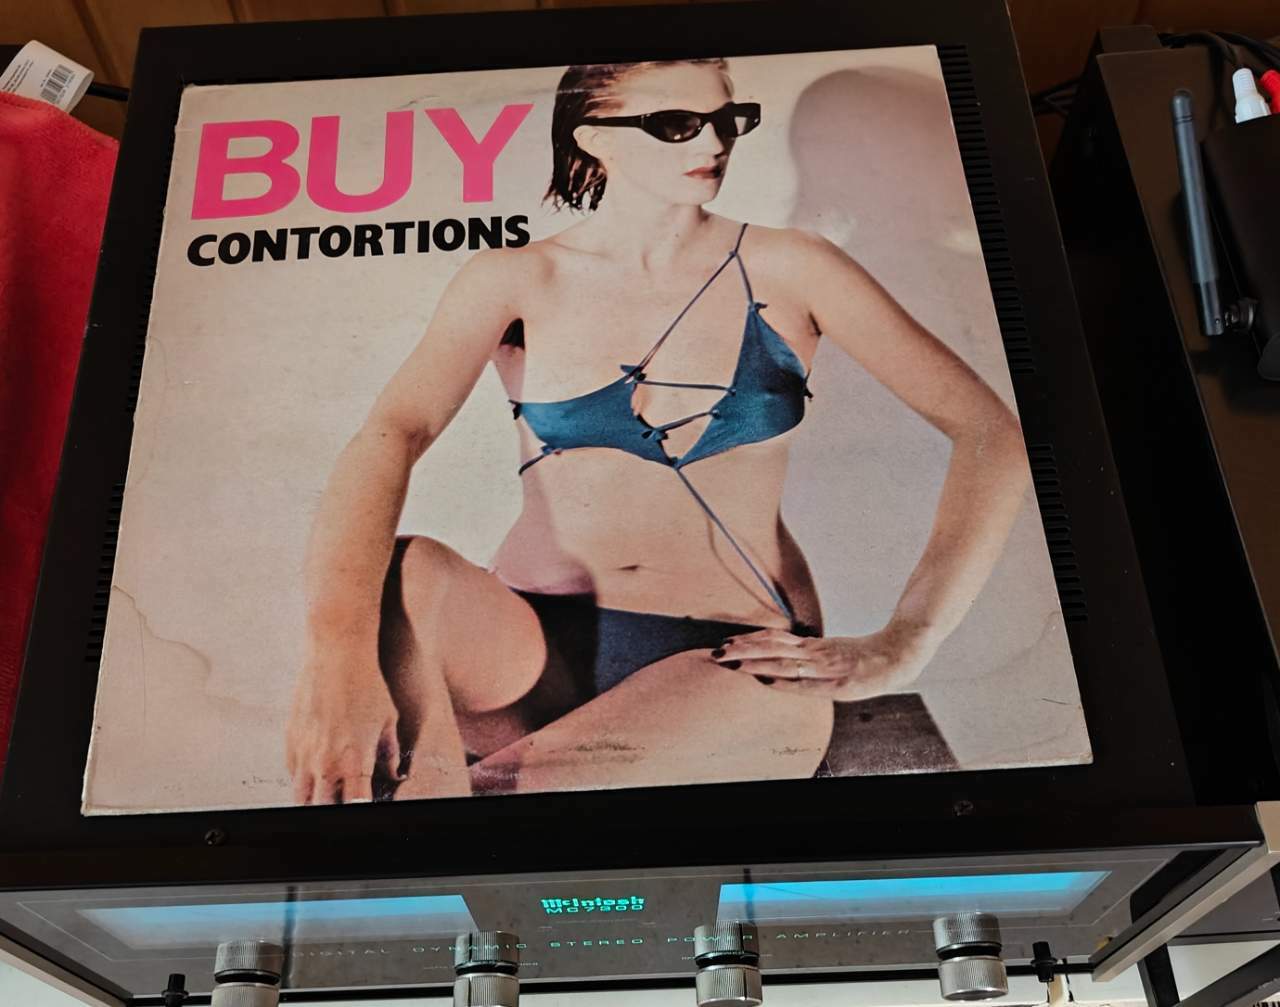 BUY
CONTORTIONS
McIntosh
MC7300
DIGITAL DYNAMIC STEREO POWER AMPLIFIER